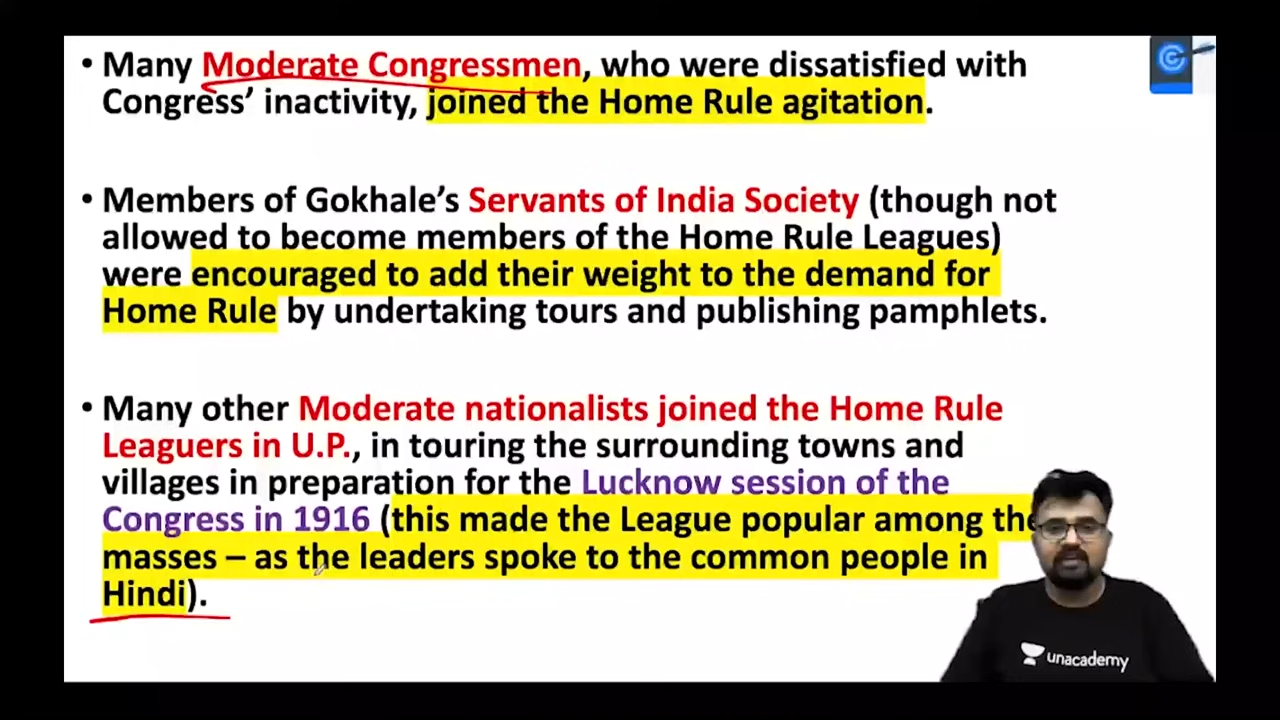 • Many Moderate Congressmen, who were dissatisfied with
Congress’ inactivity, joined the Home Rule agitation.
• Members of Gokhale’s Servants of India Society (though not
allowed to become members of the Home Rule Leagues)
were encouraged to add their weight to the demand for
Home Rule by undertaking tours and publishing pamphlets.
• Many other Moderate nationalists joined the Home Rule
Leaguers in U.P., in touring the surrounding towns and
villages in preparation for the Lucknow session of the
Congress in 1916 (this made the League popular among the
masses – as the leaders spoke to the common people in
Hindi).
unacademy